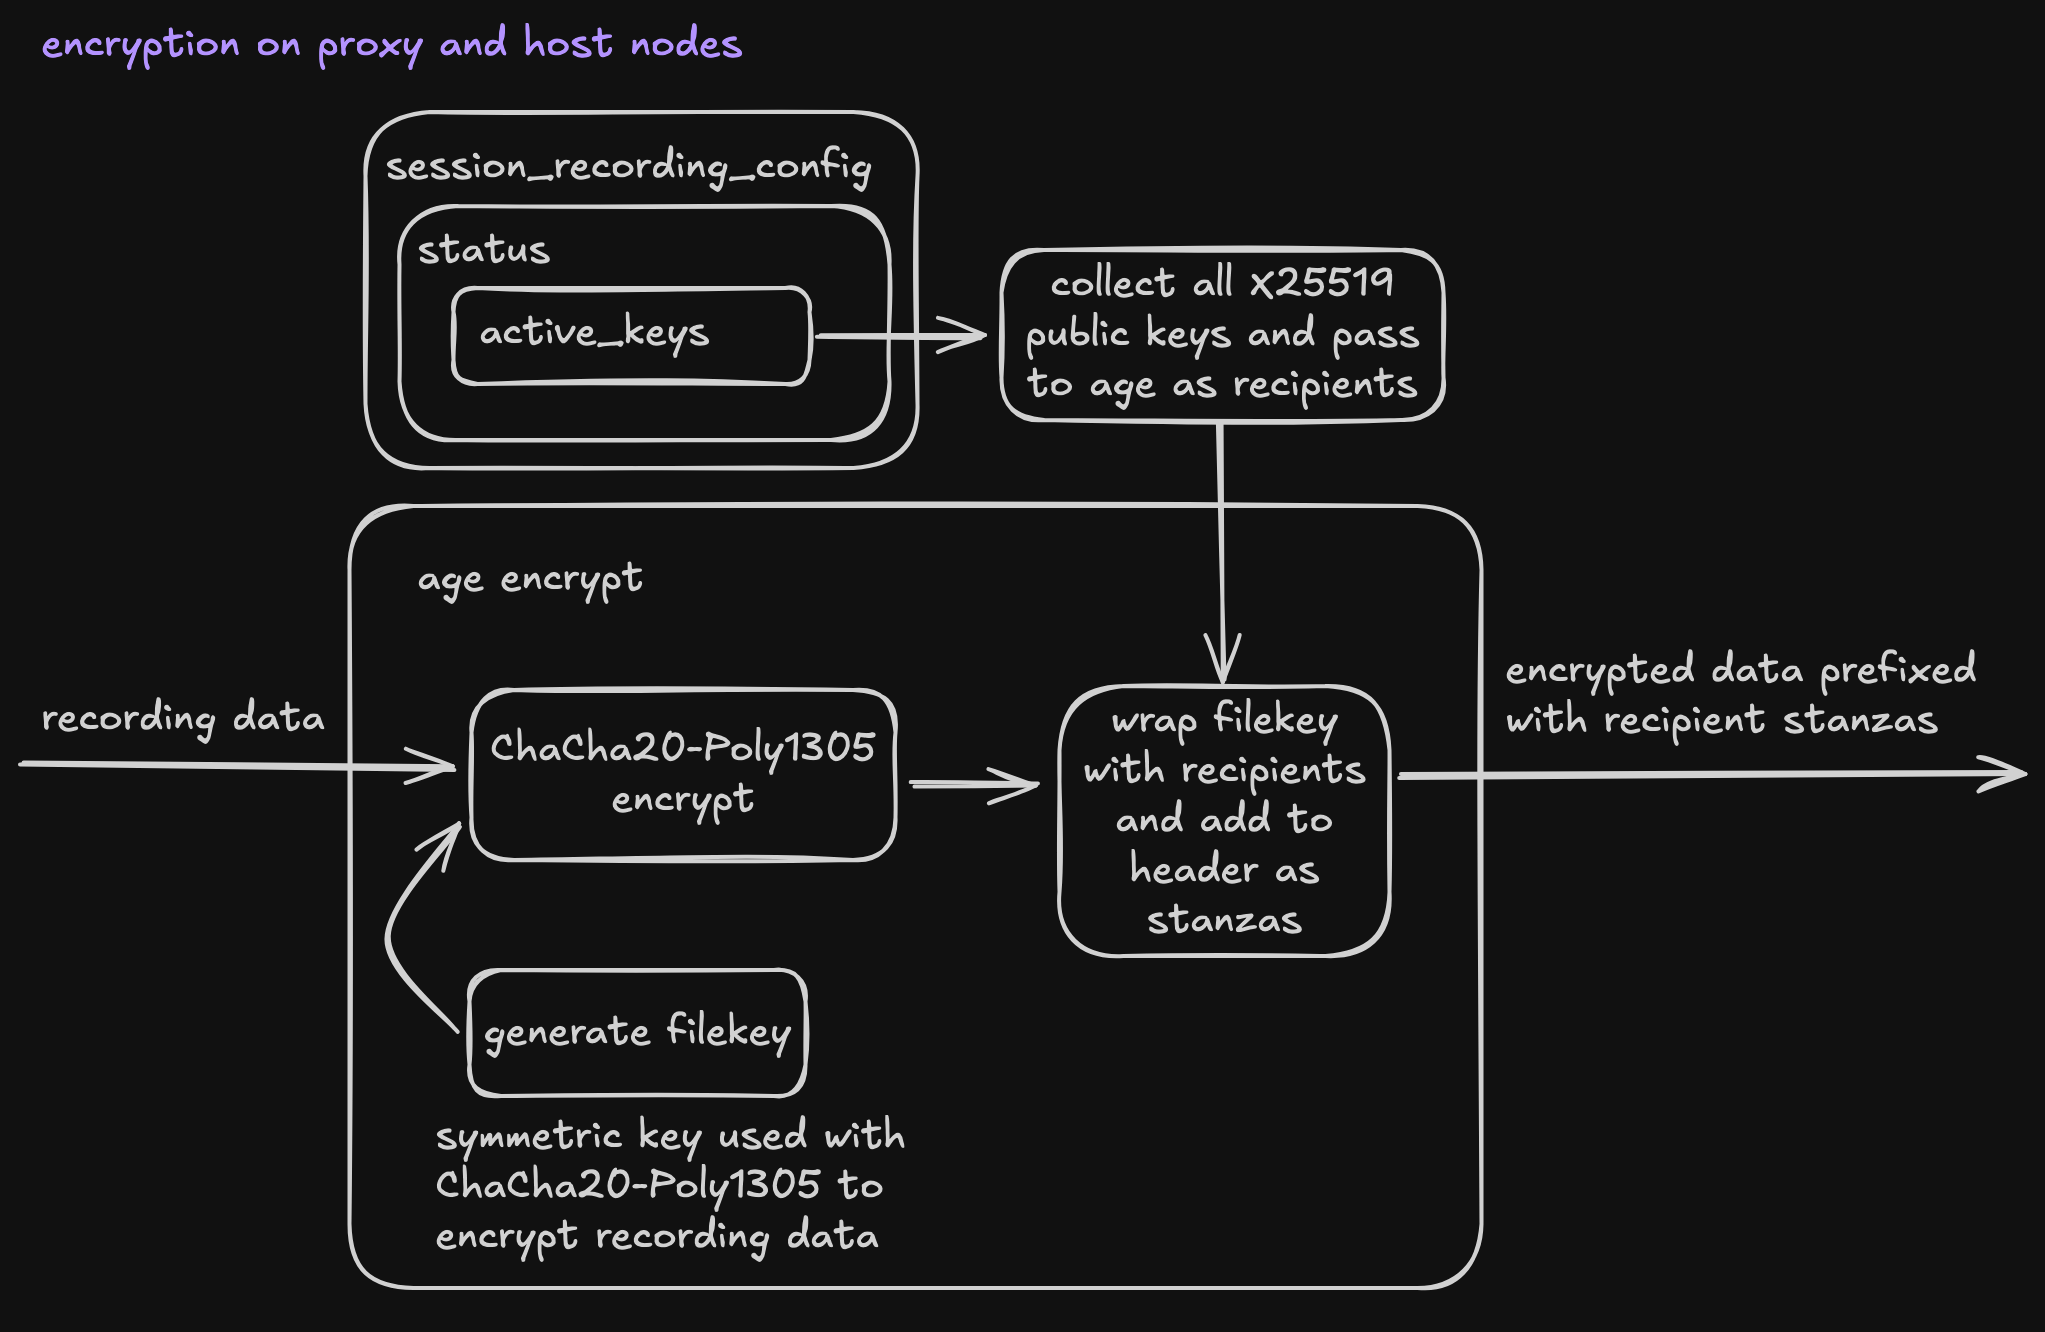 encryption on proxy and host nodes
session_recording_config
status
active_keys
collect all X25519
public keys and pass
to age as recipients
age encrypt
recording data
ChaCha20-Poly1305
encrypt
wrap filekey
with recipients
and add to
header as
stanzas
encrypted data prefixed
with recipient stanzas
generate filekey
symmetric key used with
ChaCha20-Poly1305 to
encrypt recording data